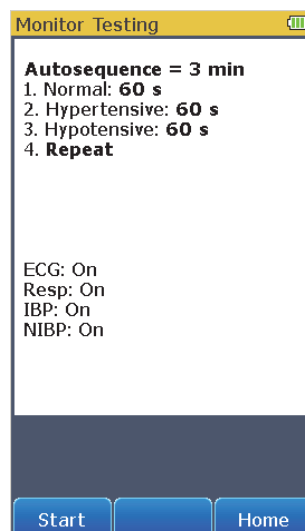 Monitor Testing
Autosequence = 3 min
1. Normal: 60 s
2. Hypertensive: 60 s
3. Hypotensive: 60 s
4. Repeat
ECG: On
Resp: On
IBP: On
NIBP: On
Start
Home